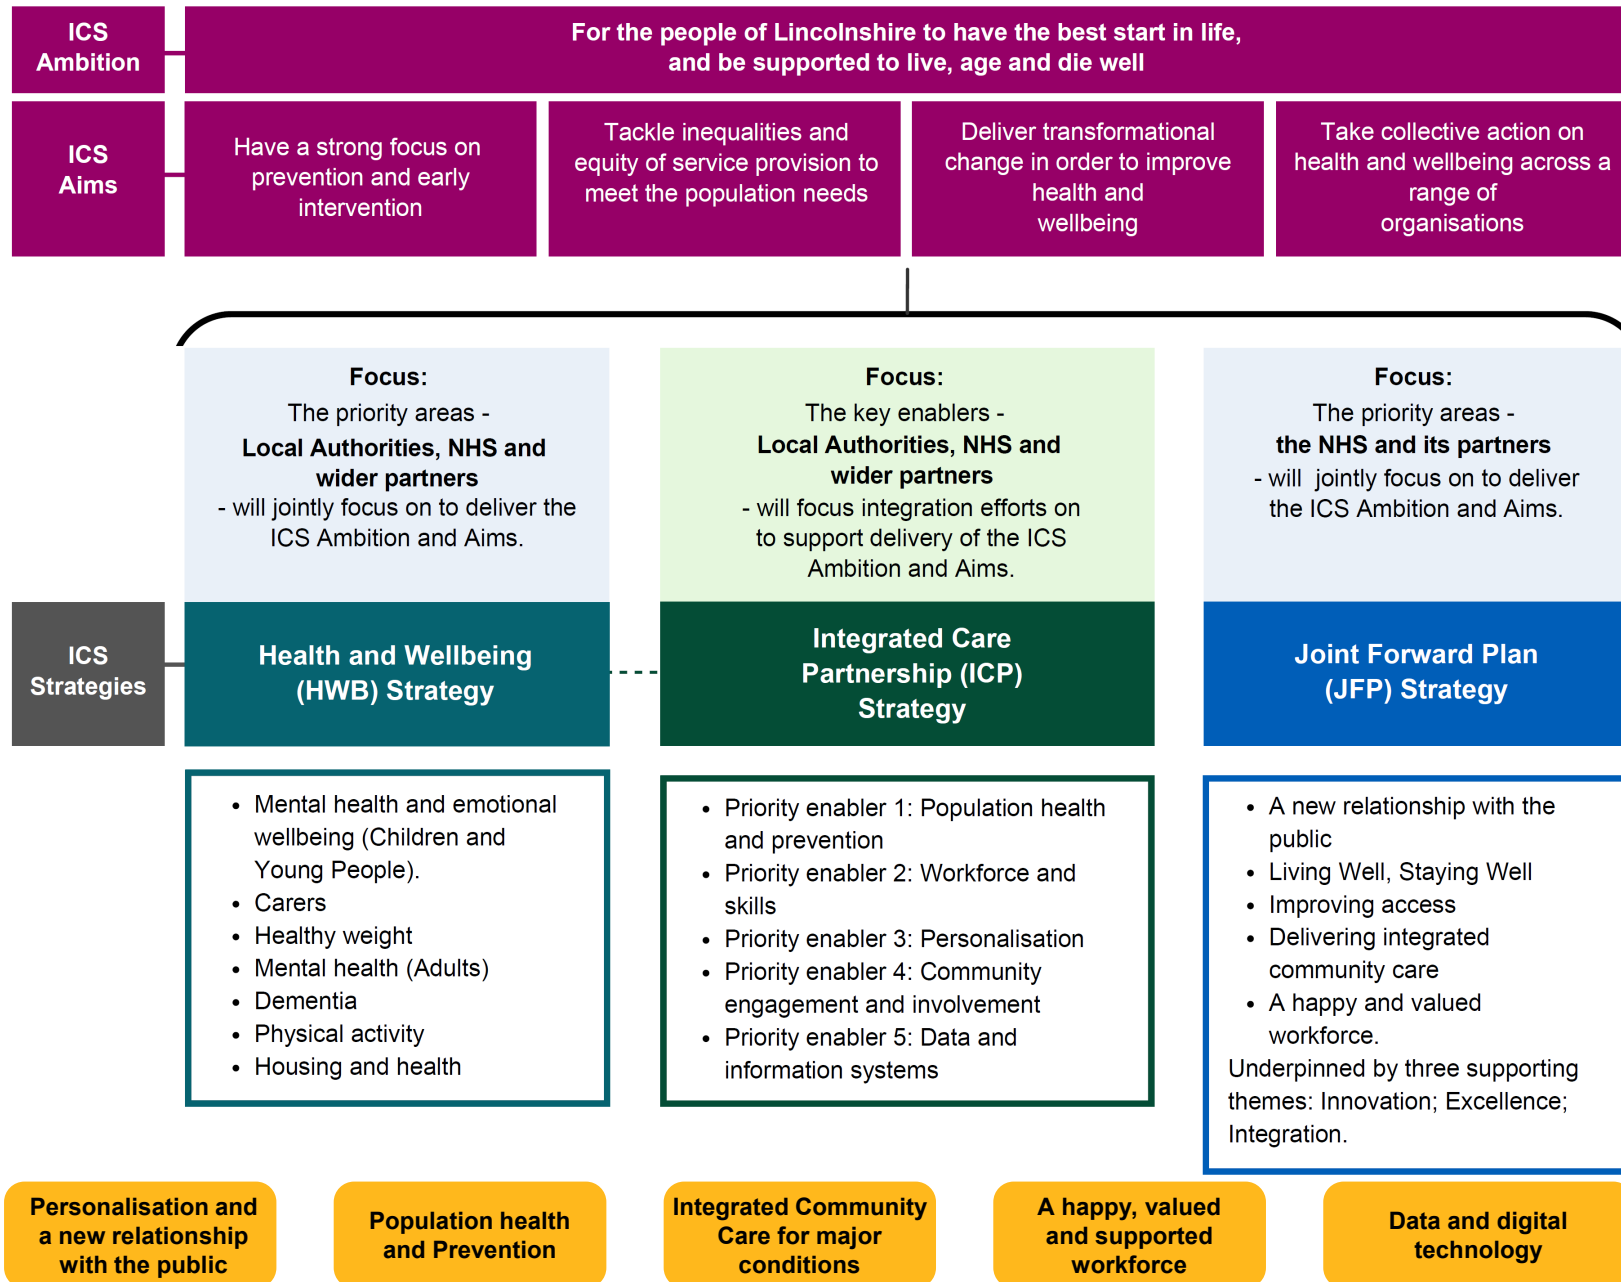 ICS
Ambition
For the people of Lincolnshire to have the best start in life,
and be supported to live, age and die well
ICS
Aims
Have a strong focus on
prevention and early
intervention
Tackle inequalities and
equity of service provision to
meet the population needs
Deliver transformational
change in order to improve
health and
wellbeing
Take collective action on
health and wellbeing across a
range of
organisations
Focus:
The priority areas -
Local Authorities, NHS and
wider partners
- will jointly focus on to deliver the
ICS Ambition and Aims.
Focus:
The key enablers -
Local Authorities, NHS and
wider partners
- will focus integration efforts on
to support delivery of the ICS
Ambition and Aims.
Focus:
The priority areas -
the NHS and its partners
- will  jointly focus on to deliver
the ICS Ambition and Aims.
ICS
Strategies
Health and Wellbeing
(HWB) Strategy
Integrated Care
Partnership (ICP)
Strategy
Joint Forward Plan
(JFP) Strategy
• Mental health and emotional
wellbeing (Children and
Young People).
• Carers
• Healthy weight
• Mental health (Adults)
• Dementia
• Physical activity
• Housing and health
• Priority enabler 1: Population health
and prevention
• Priority enabler 2: Workforce and
skills
• Priority enabler 3: Personalisation
• Priority enabler 4: Community
engagement and involvement
• Priority enabler 5: Data and
information systems
• A new relationship with the
public
• Living Well, Staying Well
• Improving access
• Delivering integrated
community care
• A happy and valued
workforce.
Underpinned by three supporting
themes: Innovation; Excellence;
Integration.
Personalisation and
a new relationship
with the public
Population health
and Prevention
Integrated Community
Care for major
conditions
A happy, valued
and supported
workforce
Data and digital
technology